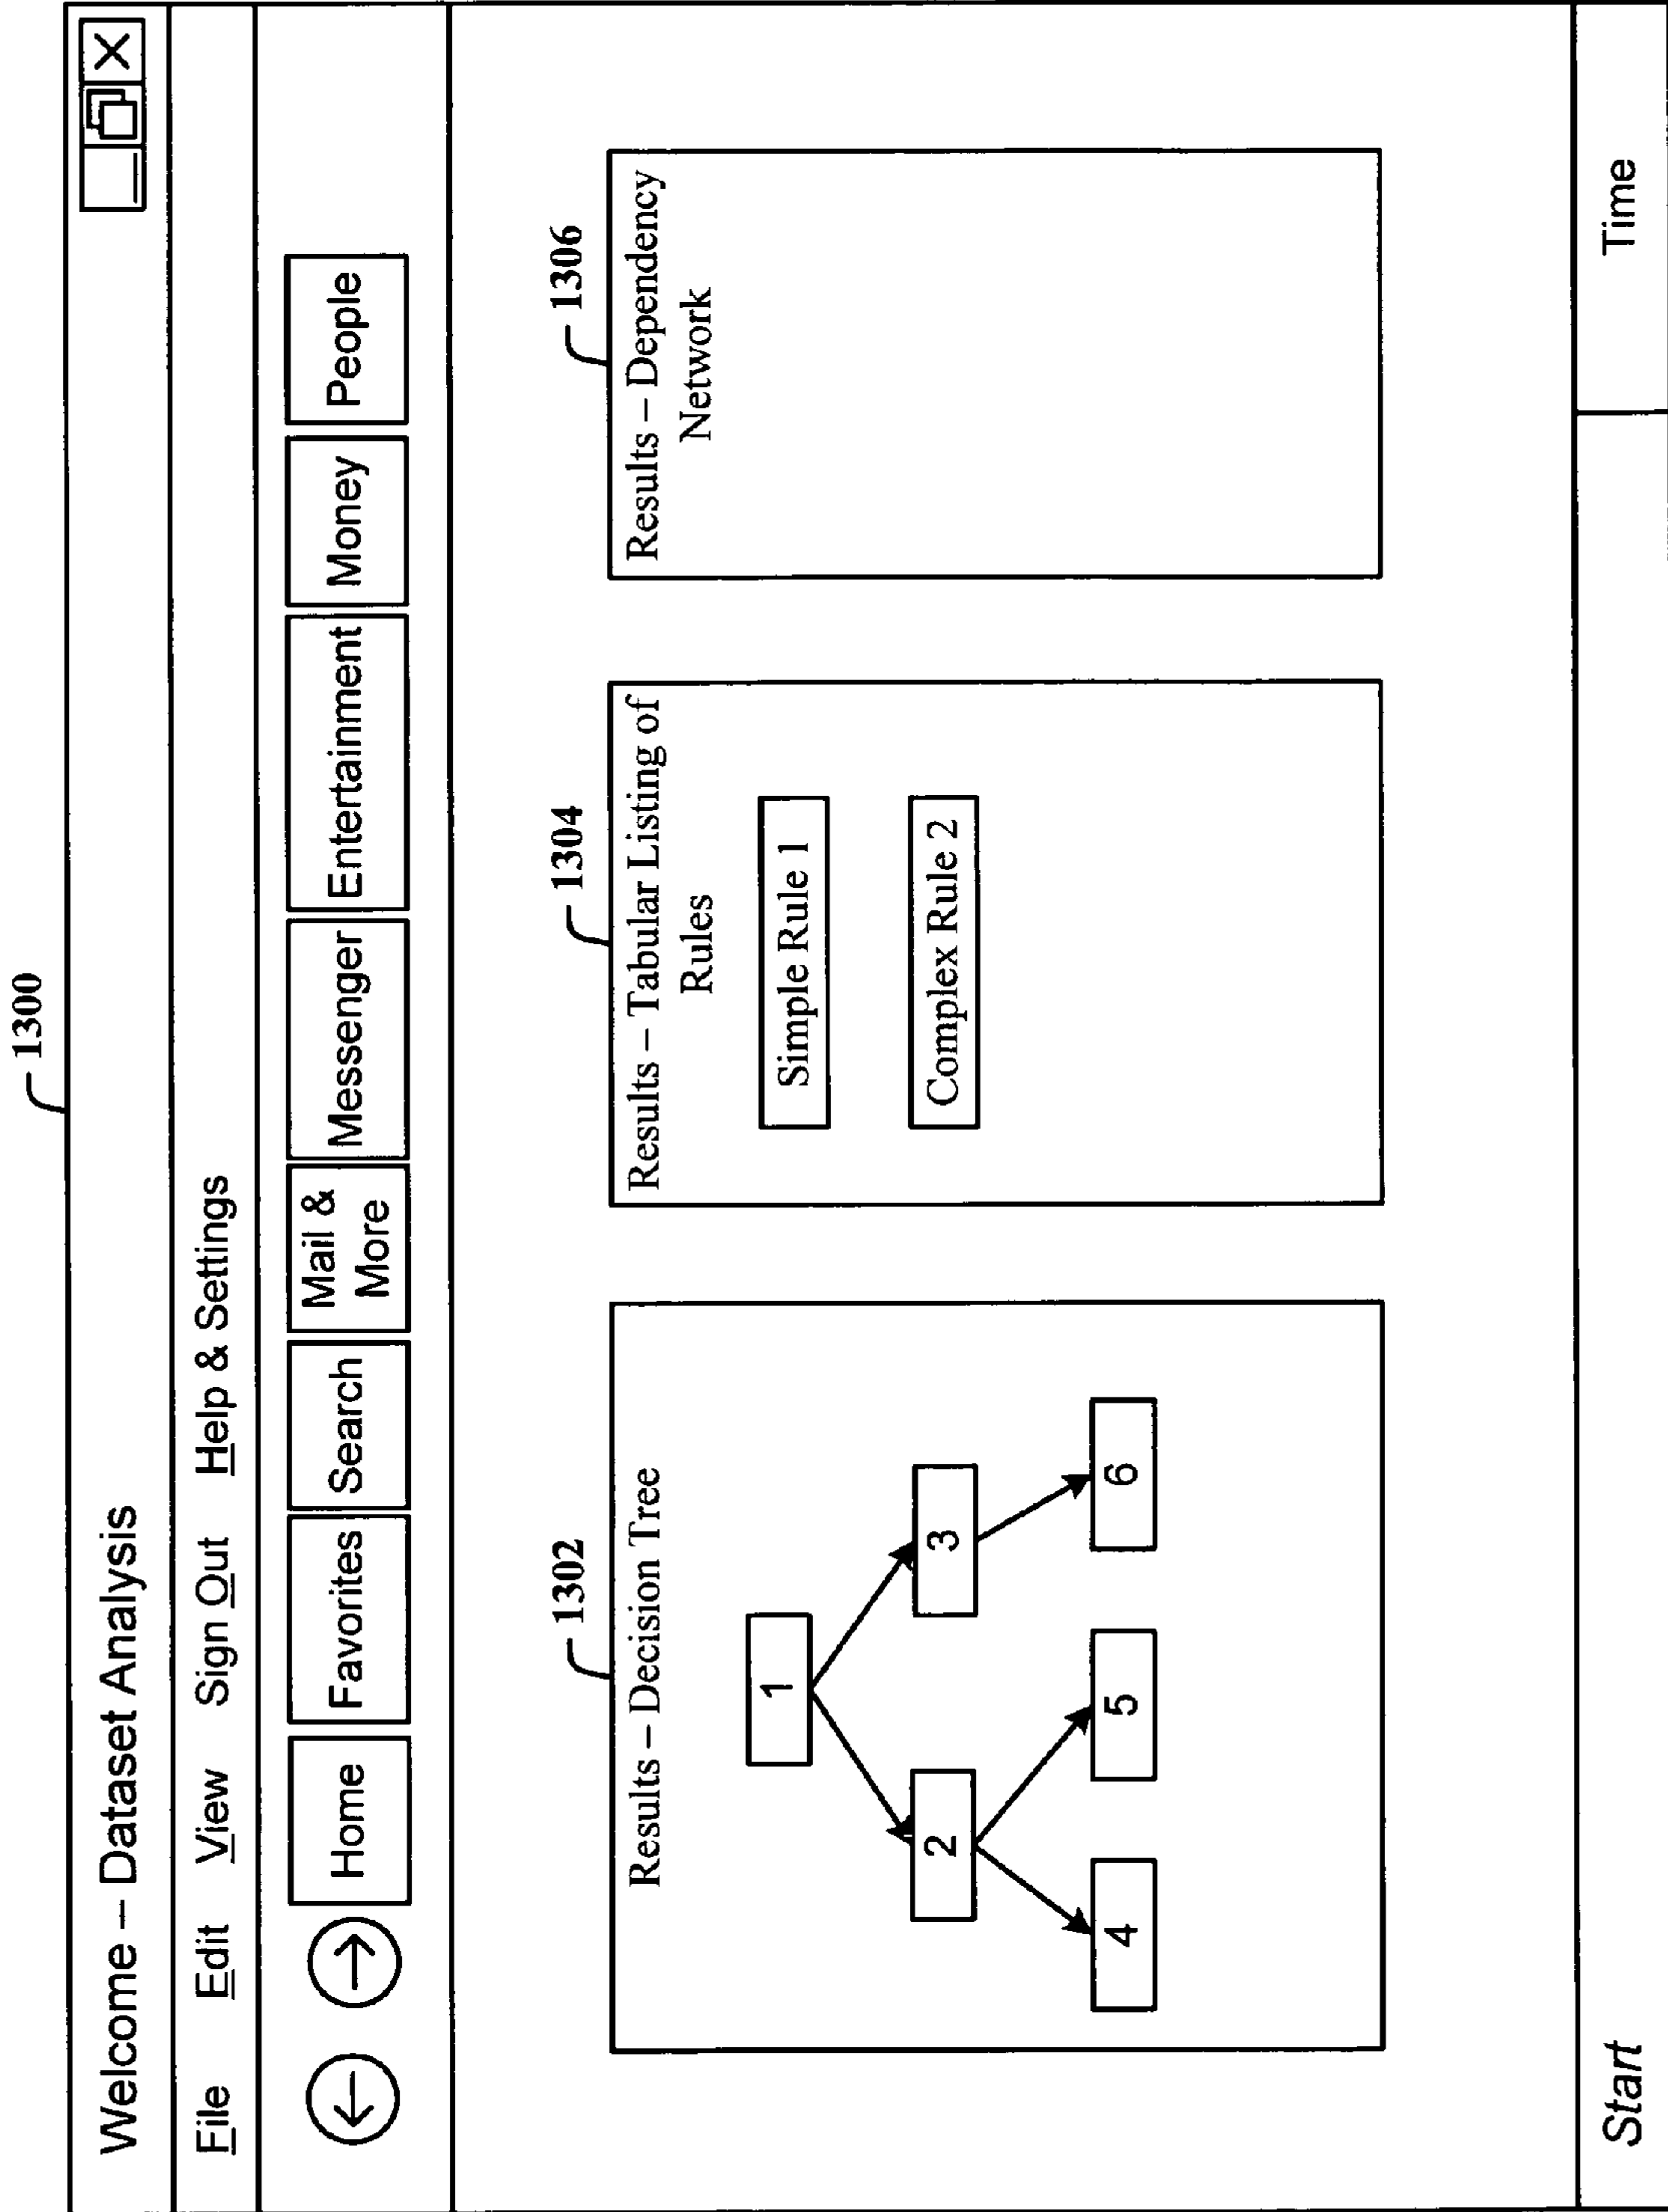 1300
Welcome – Dataset Analysis
File Edit View Sign Out Help & Settings
Home Favorites Search Mail & More Messenger Entertainment Money People
1302
Results – Decision Tree
1
2 3
4 5 6
1304
Results – Tabular Listing of
Rules
Simple Rule 1
Complex Rule 2
1306
Results – Dependency
Network
Start Time